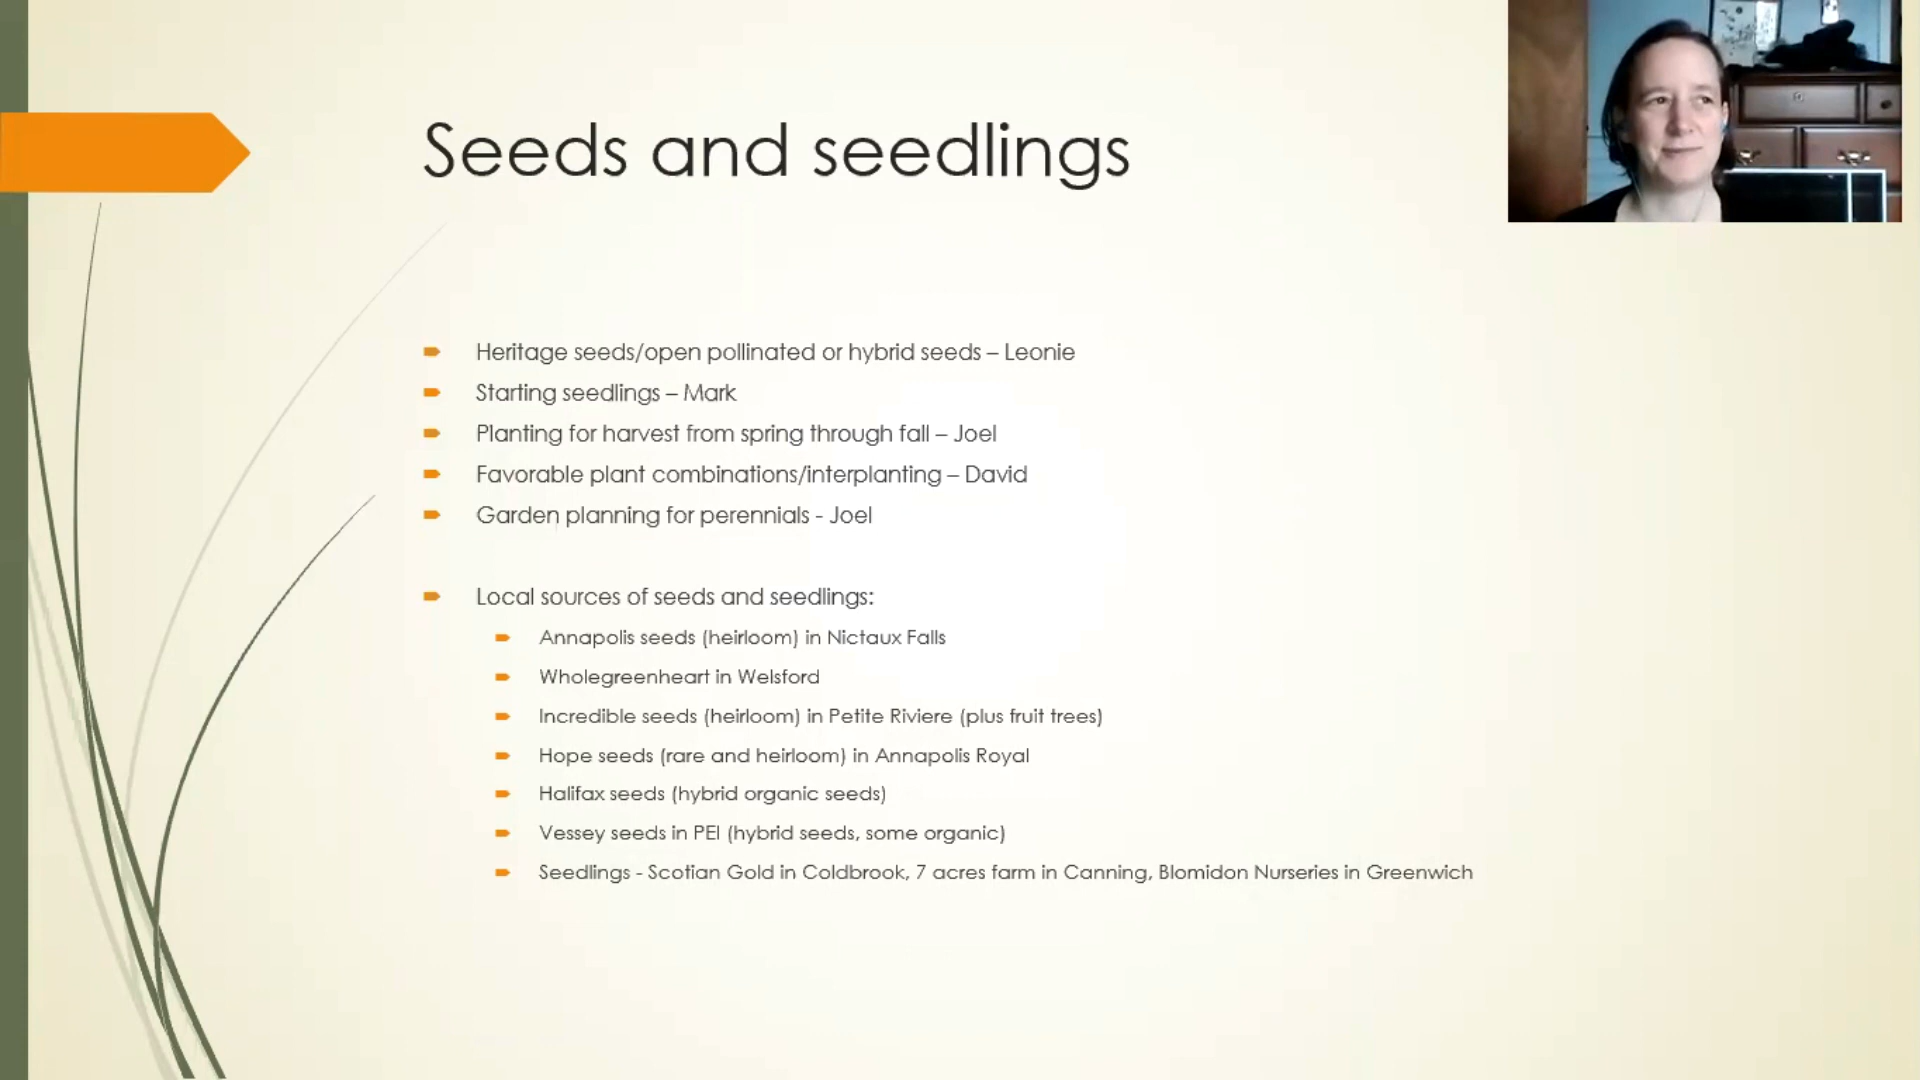 Seeds and seedlings
Heritage seeds/open pollinated or hybrid seeds – Leonie
Starting seedlings – Mark
Planting for harvest from spring through fall – Joel
Favorable plant combinations/interplanting – David
Garden planning for perennials - Joel
Local sources of seeds and seedlings:
Annapolis seeds (heirloom) in Nictaux Falls
Wholegreenheart in Welsford
Incredible seeds (heirloom) in Petite Riviere (plus fruit trees)
Hope seeds (rare and heirloom) in Annapolis Royal
Halifax seeds (hybrid organic seeds)
Vessey seeds in PEI (hybrid seeds, some organic)
Seedlings - Scotian Gold in Coldbrook, 7 acres farm in Canning, Blomidon Nurseries in Greenwich